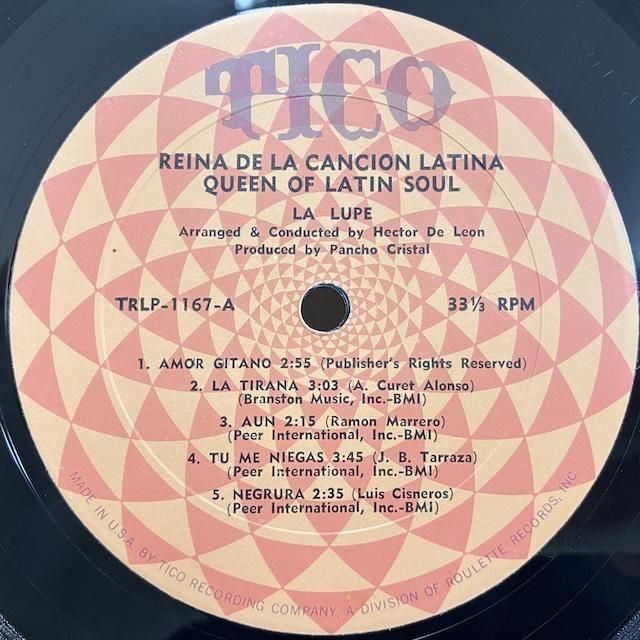 TICO
REINA DE LA CANCION LATINA
QUEEN OF LATIN SOUL
LA LUPE
Arranged & Conducted by Hector De Leon
Produced by Pancho Cristal
TRLP-1167-A
33⅓ RPM
1. AMOR GITANO 2:55 (Publisher's Rights Reserved)
2. LA TIRANA 3:03 (A. Curet Alonso)
(Branston Music, Inc.-BMI)
3. AUN 2:15 (Ramon Marrero)
(Peer International, Inc.-BMI)
4. TU ME NIEGAS 3:45 (J. B. Tarraza)
(Peer International, Inc.-BMI)
5. NEGRURA 2:35 (Luis Cisneros)
(Peer International, Inc.-BMI)
MADE IN U.S.A. BY TICO RECORDING COMPANY, A DIVISION OF ROULETTE RECORDS, INC.